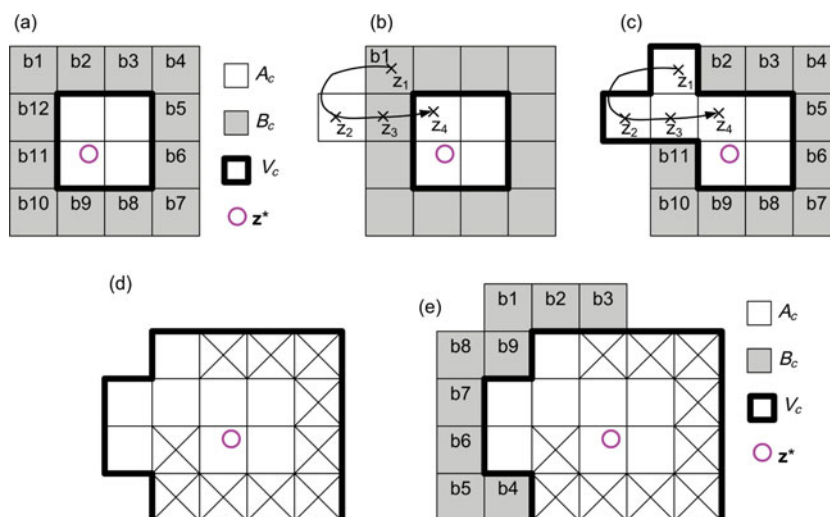 (a)
b1 b2 b3 b4
b12 b5
b11 b6
b10 b9 b8 b7
A_c
B_c
V_c
z*
(b)
b1
z_1
z_2 z_3 z_4
(c)
b2 b3 b4
z_1
b5
z_2 z_3 z_4
b11 b6
b10 b9 b8 b7
(d)
(e)
b1 b2 b3
b8 b9
b7
b6
b5 b4
A_c
B_c
V_c
z*